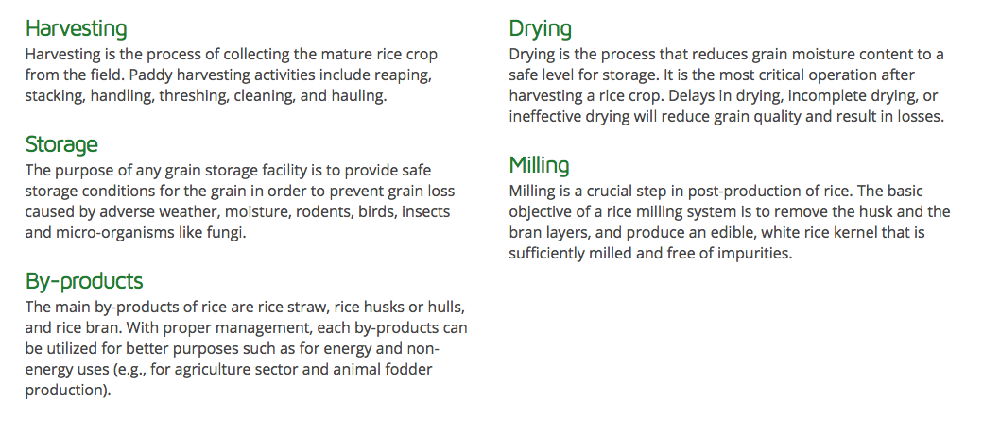 Harvesting
Harvesting is the process of collecting the mature rice crop
from the field. Paddy harvesting activities include reaping,
stacking, handling, threshing, cleaning, and hauling.
Drying
Drying is the process that reduces grain moisture content to a
safe level for storage. It is the most critical operation after
harvesting a rice crop. Delays in drying, incomplete drying, or
ineffective drying will reduce grain quality and result in losses.
Storage
The purpose of any grain storage facility is to provide safe
storage conditions for the grain in order to prevent grain loss
caused by adverse weather, moisture, rodents, birds, insects
and micro-organisms like fungi.
Milling
Milling is a crucial step in post-production of rice. The basic
objective of a rice milling system is to remove the husk and the
bran layers, and produce an edible, white rice kernel that is
sufficiently milled and free of impurities.
By-products
The main by-products of rice are rice straw, rice husks or hulls,
and rice bran. With proper management, each by-products can
be utilized for better purposes such as for energy and non-
energy uses (e.g., for agriculture sector and animal fodder
production).